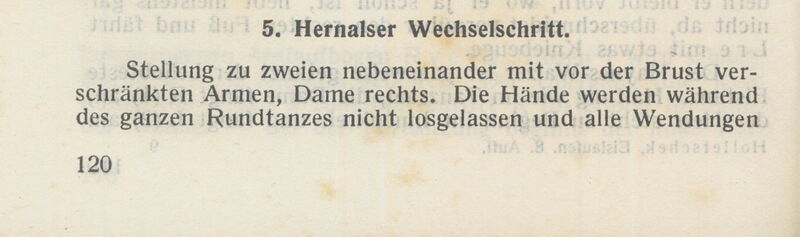 5. Hernalser Wechselschritt.
Stellung zu zweien nebeneinander mit vor der Brust ver-
schränkten Armen, Dame rechts. Die Hände werden während
des ganzen Rundtanzes nicht losgelassen und alle Wendungen
120